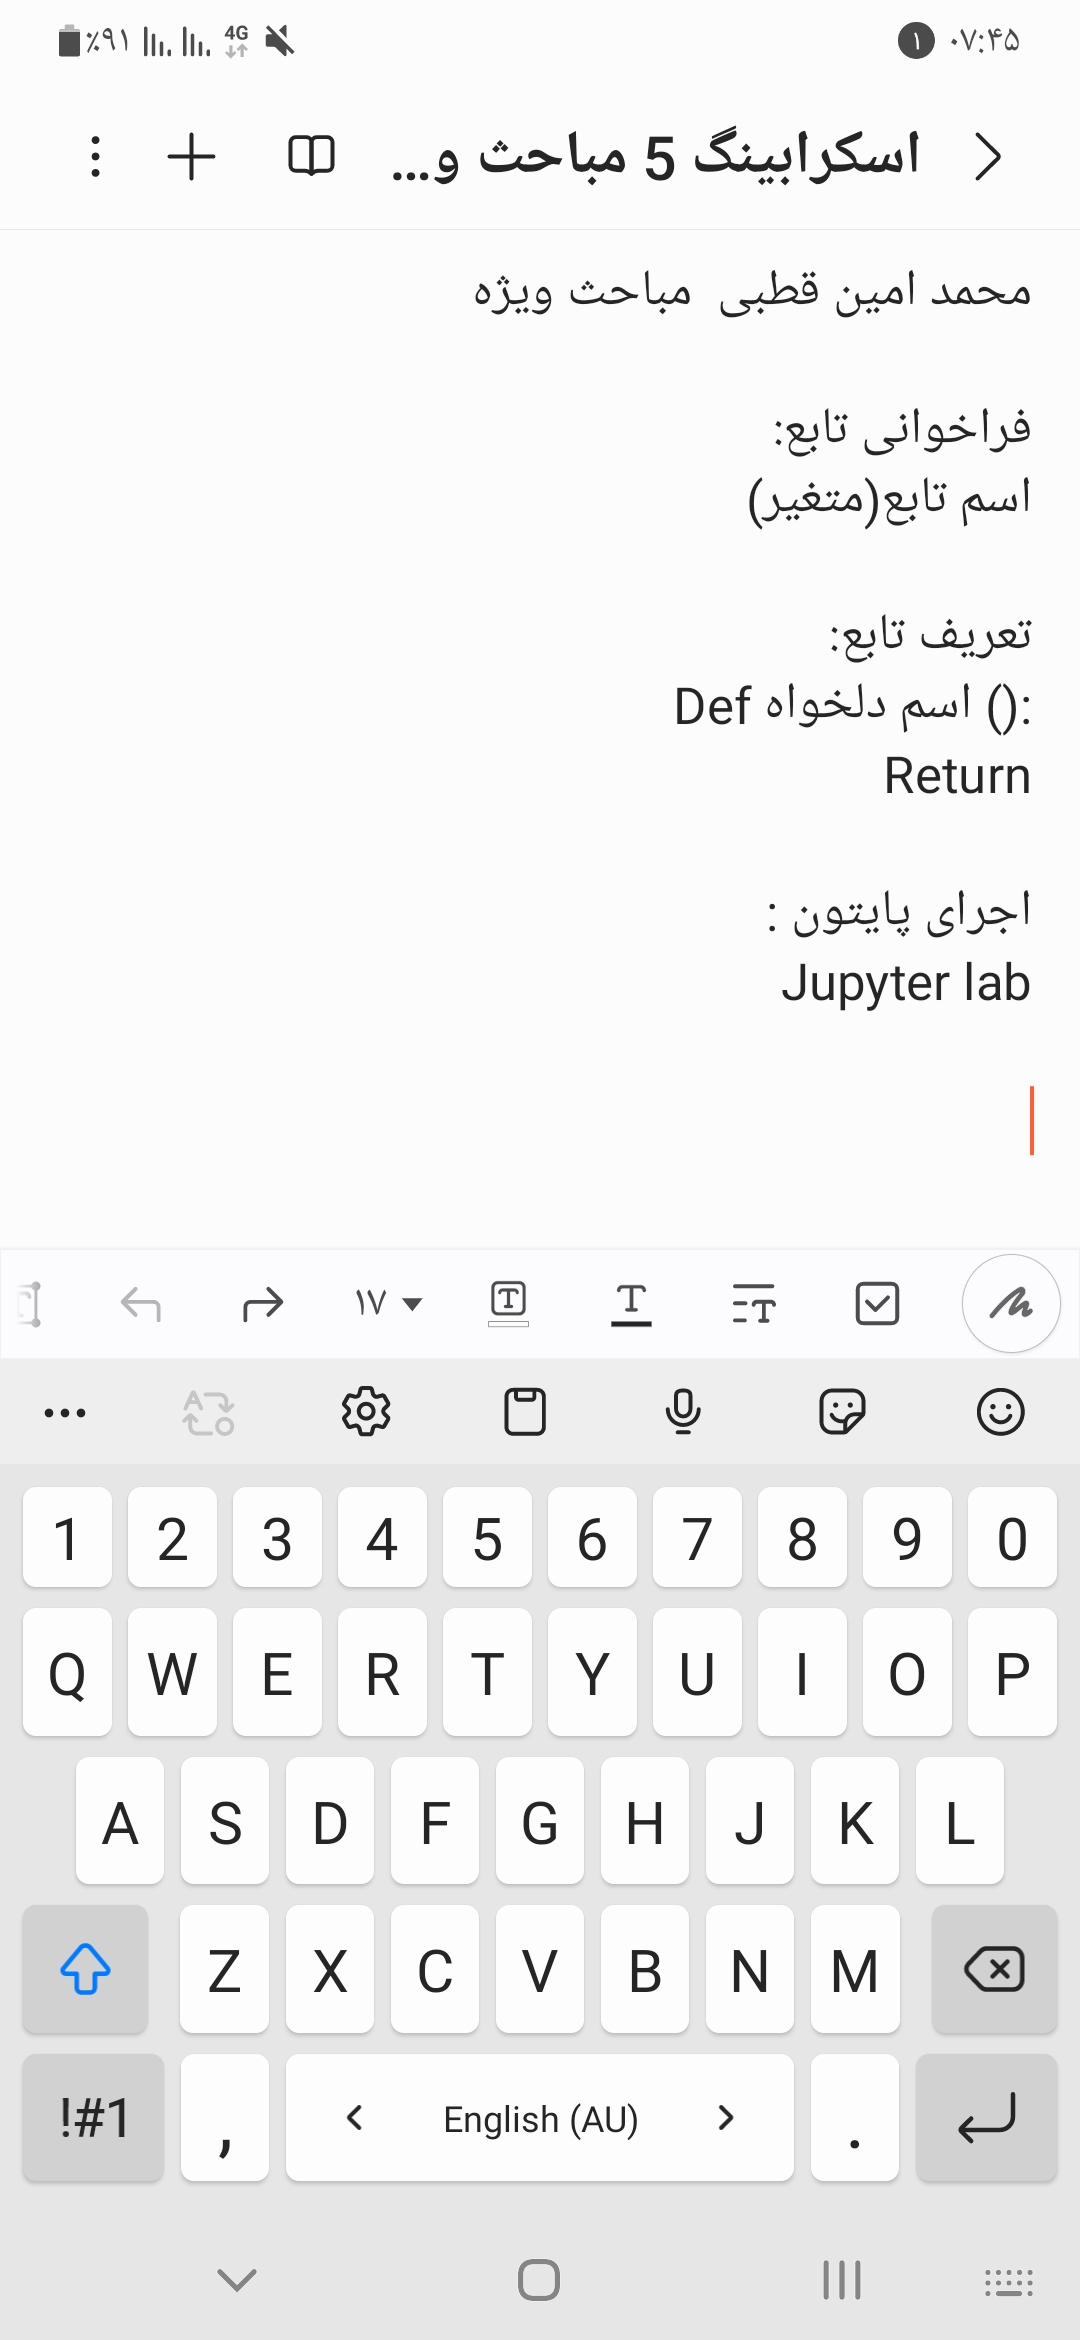 ٪۹۱ 4G ۱ ۰۷:۴۵
اسکرابینگ 5 مباحث و...
محمد امین قطبی  مباحث ویژه
فراخوانی تابع:
اسم تابع(متغیر)
تعریف تابع:
Def اسم دلخواه ():
Return
اجرای پایتون :
Jupyter lab
۱۷ T T T
1 2 3 4 5 6 7 8 9 0
Q W E R T Y U I O P
A S D F G H J K L
Z X C V B N M
!#1 , < English (AU) > .